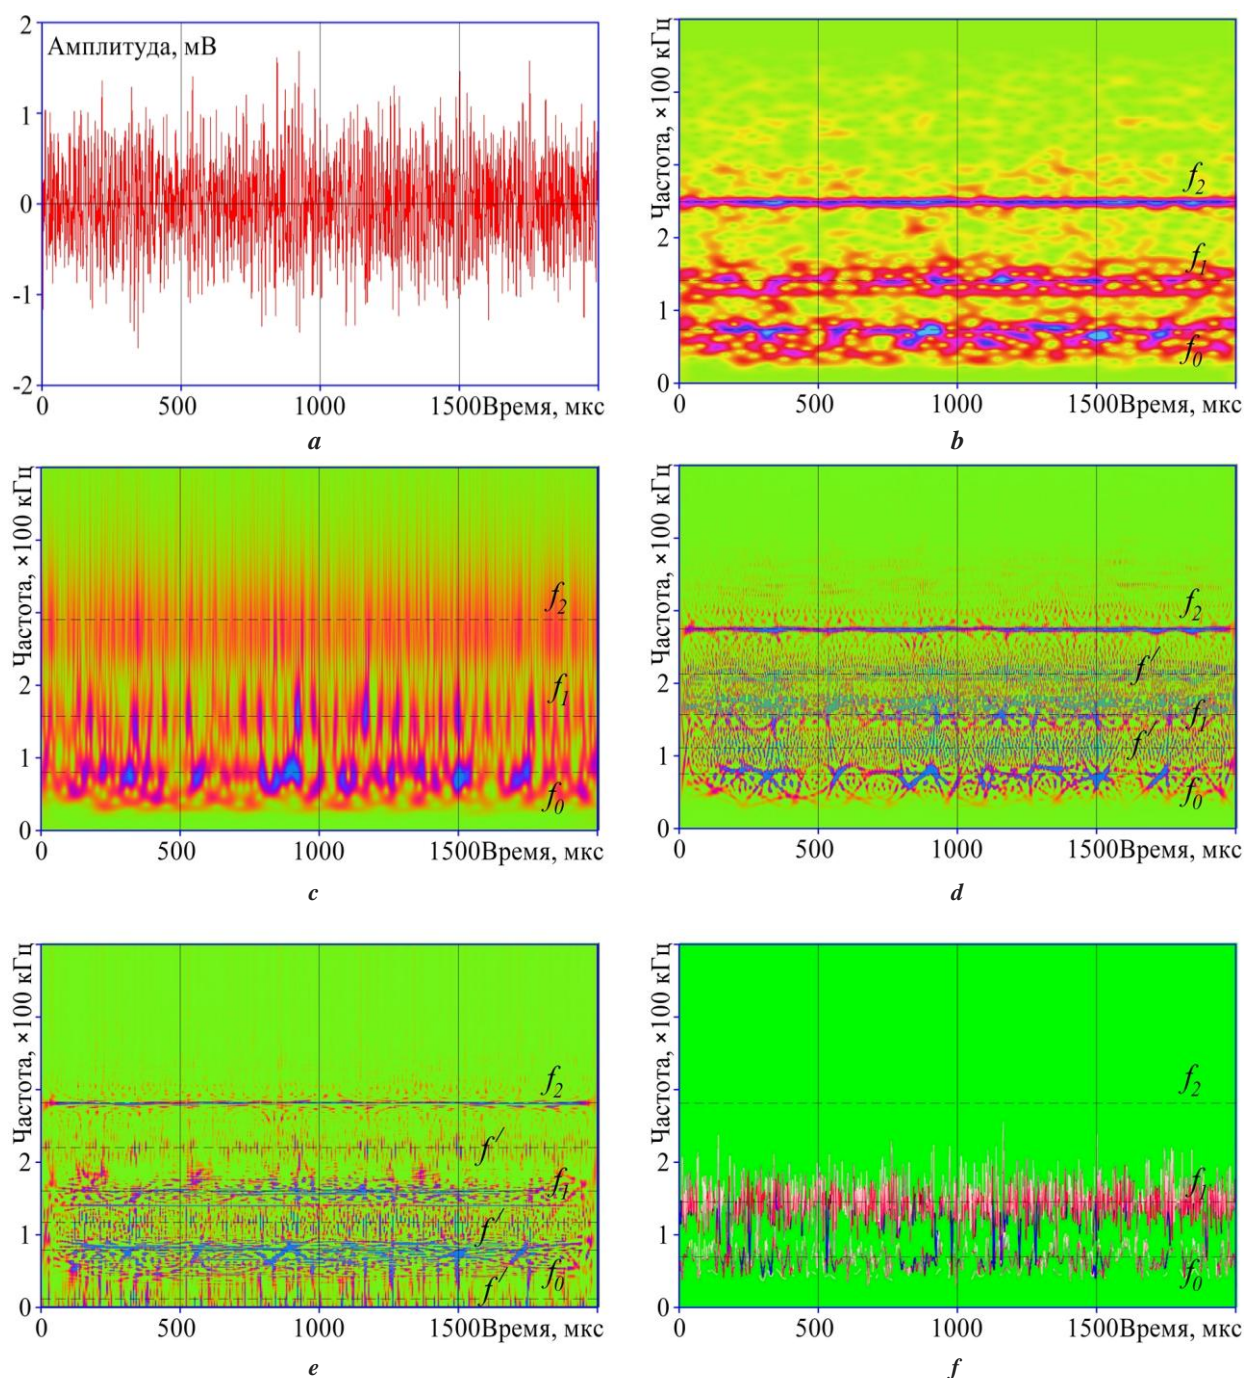 2
Амплитуда, мВ
1
0
-1
-2
0
500
1000
1500Время, мкс
a
Частота, ×100 кГц
2
1
0
f2
f1
f0
0
500
1000
1500Время, мкс
b
Частота, ×100 кГц
2
1
0
f2
f1
f0
0
500
1000
1500Время, мкс
c
Частота, ×100 кГц
2
1
0
f2
f′
f1
f′
f0
0
500
1000
1500Время, мкс
d
Частота, ×100 кГц
2
1
0
f2
f′
f1
f′
f0
f′
0
500
1000
1500Время, мкс
e
Частота, ×100 кГц
2
1
0
f2
f1
f0
0
500
1000
1500Время, мкс
f